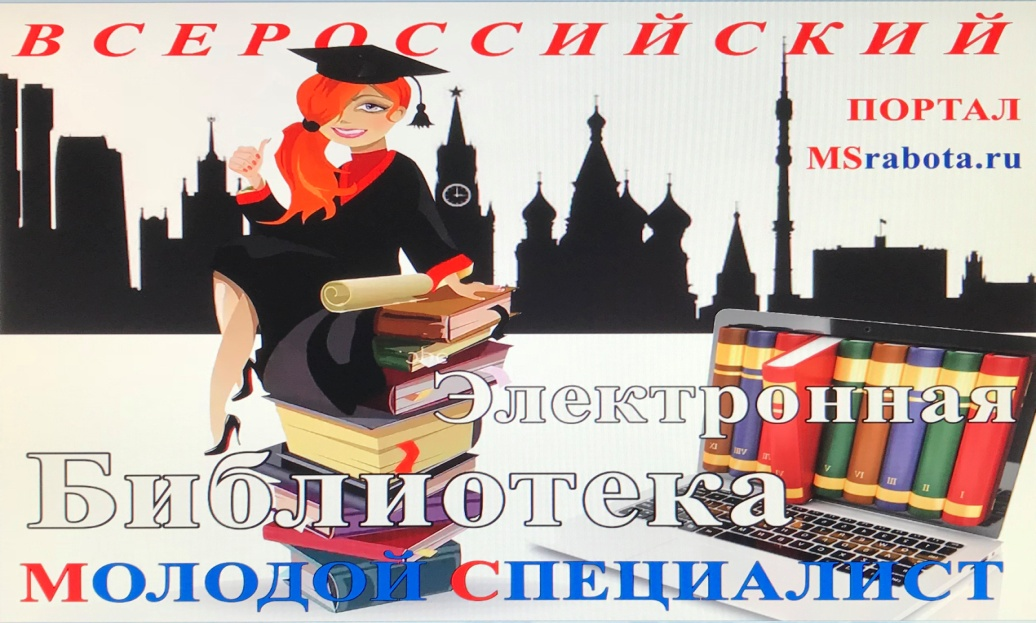 ВСЕРОССИЙСКИЙ
ПОРТАЛ
MSrabota.ru
Электронная
Библиотека
МОЛОДОЙ СПЕЦИАЛИСТ